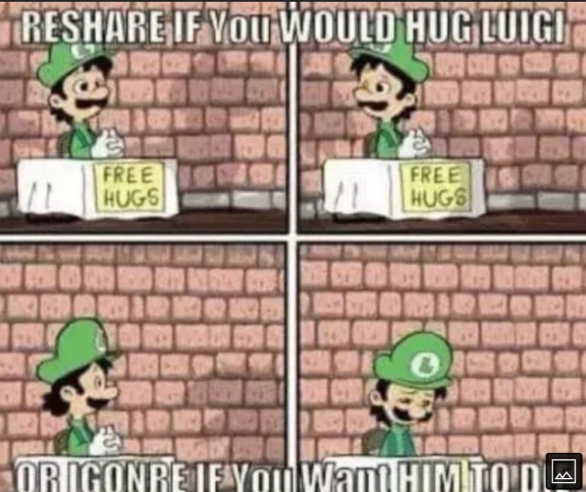 RESHARE IF You WOULD HUG LUIGI
FREE
HUGS
FREE
HUGS
OR IGONRE IF You Want HIM TO